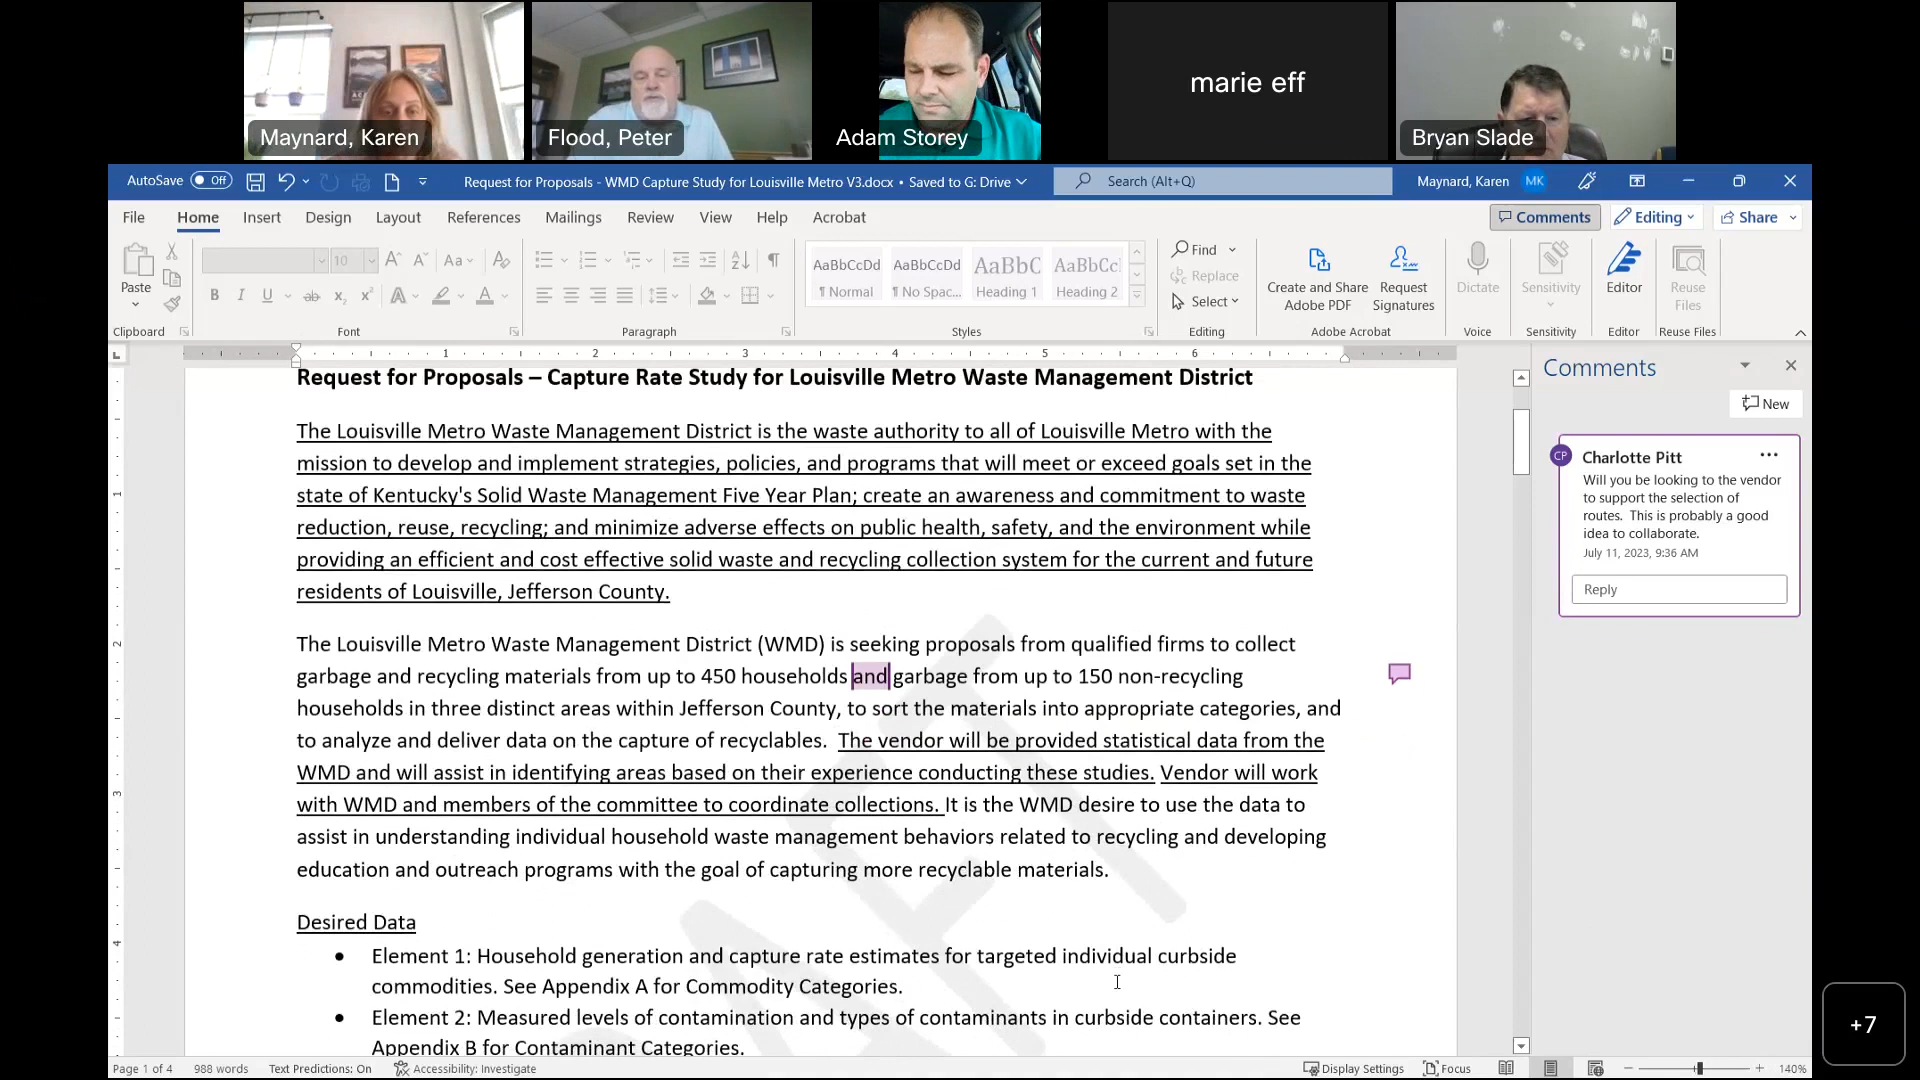 Maynard, Karen
Flood, Peter
Adam Storey
marie eff
Bryan Slade
AutoSave Off
Request for Proposals - WMD Capture Study for Louisville Metro V3.docx • Saved to G: Drive
Search (Alt+Q)
Maynard, Karen MK
File Home Insert Design Layout References Mailings Review View Help Acrobat
Comments Editing Share
Paste
10
Aa
B I U ab x₂ x² A A
AaBbCcDd AaBbCcDd AaBbC AaBbCc
¶ Normal ¶ No Spac... Heading 1 Heading 2
Find
Replace
Select
Create and Share Adobe PDF
Request Signatures
Dictate
Sensitivity
Editor
Reuse Files
Clipboard Font Paragraph Styles Editing Adobe Acrobat Voice Sensitivity Editor Reuse Files
1 2 3 4 5 6
Request for Proposals – Capture Rate Study for Louisville Metro Waste Management District
The Louisville Metro Waste Management District is the waste authority to all of Louisville Metro with the
mission to develop and implement strategies, policies, and programs that will meet or exceed goals set in the
state of Kentucky's Solid Waste Management Five Year Plan; create an awareness and commitment to waste
reduction, reuse, recycling; and minimize adverse effects on public health, safety, and the environment while
providing an efficient and cost effective solid waste and recycling collection system for the current and future
residents of Louisville, Jefferson County.
The Louisville Metro Waste Management District (WMD) is seeking proposals from qualified firms to collect
garbage and recycling materials from up to 450 households and garbage from up to 150 non-recycling
households in three distinct areas within Jefferson County, to sort the materials into appropriate categories, and
to analyze and deliver data on the capture of recyclables. The vendor will be provided statistical data from the
WMD and will assist in identifying areas based on their experience conducting these studies. Vendor will work
with WMD and members of the committee to coordinate collections. It is the WMD desire to use the data to
assist in understanding individual household waste management behaviors related to recycling and developing
education and outreach programs with the goal of capturing more recyclable materials.
Desired Data
• Element 1: Household generation and capture rate estimates for targeted individual curbside
commodities. See Appendix A for Commodity Categories.
• Element 2: Measured levels of contamination and types of contaminants in curbside containers. See
Appendix B for Contaminant Categories.
Comments
New
CP Charlotte Pitt
Will you be looking to the vendor
to support the selection of
routes. This is probably a good
idea to collaborate.
July 11, 2023, 9:36 AM
Reply
+7
Page 1 of 4 988 words Text Predictions: On Accessibility: Investigate Display Settings Focus 140%